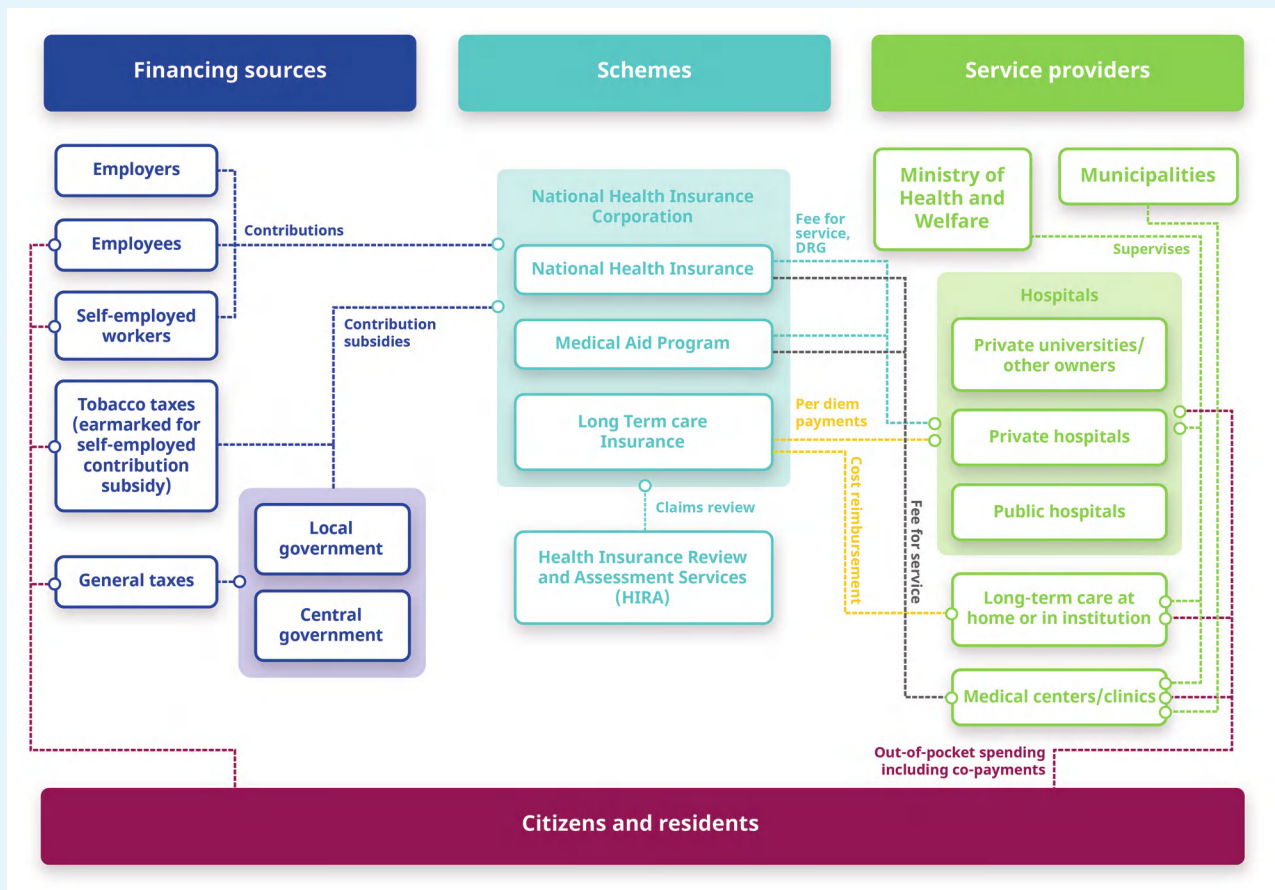 Financing sources
Schemes
Service providers
Employers
Employees
Self-employed
workers
Tobacco taxes
(earmarked for
self-employed
contribution
subsidy)
General taxes
Local
government
Central
government
Contributions
Contribution
subsidies
National Health Insurance
Corporation
National Health Insurance
Medical Aid Program
Long Term care
Insurance
Claims review
Health Insurance Review
and Assessment Services
(HIRA)
Fee for
service,
DRG
Per diem
payments
Cost reimbursement
Fee for service
Ministry of
Health and
Welfare
Municipalities
Supervises
Hospitals
Private universities/
other owners
Private hospitals
Public hospitals
Long-term care at
home or in institution
Medical centers/clinics
Out-of-pocket spending
including co-payments
Citizens and residents